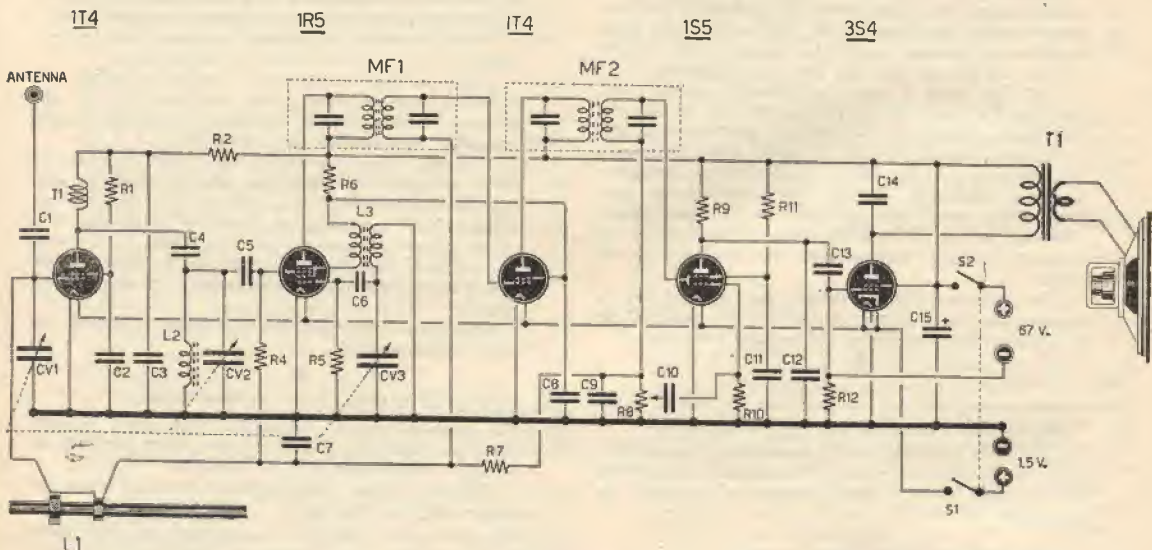 1T4
1R5
1T4
1S5
3S4
MF1
MF2
ANTENNA
T1
R2
C14
T1
R1
R6
R9
R11
L3
C1
C4
C5
C13
S2
C6
+
C15
67 V.
L2
CV1
C2
C3
CV2
R4
R5
CV3
C8
C9
R8
C10
C11
C12
R10
R12
C7
R7
1,5 V.
S1
L1